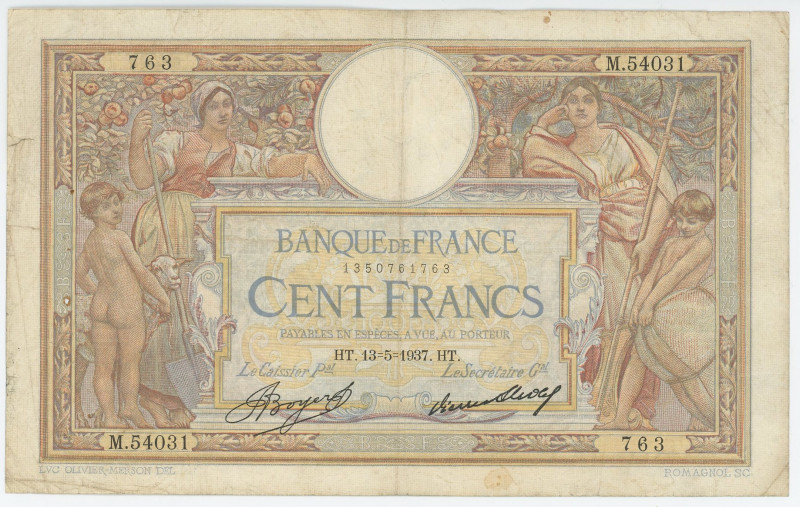 763 M.54031
BANQUE DE FRANCE
1350761763
CENT FRANCS
PAYABLES EN ESPÈCES, A VUE, AU PORTEUR
HT. 13=5=1937. HT.
Le Caissier Pal Le Secrétaire Gal
M.54031 763
LVC OLIVIER-MERSON DEL. ROMAGNOL SC.